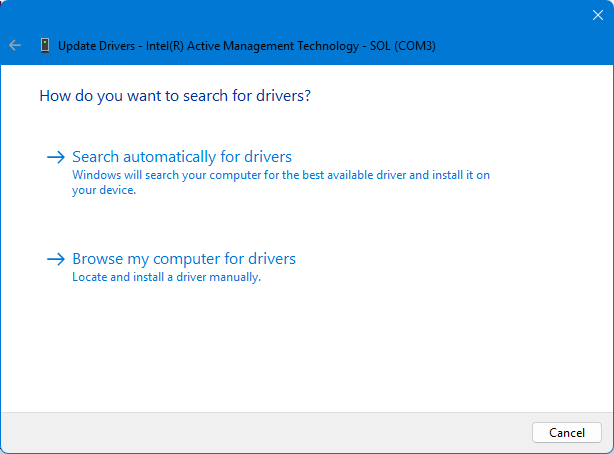 Update Drivers - Intel(R) Active Management Technology - SOL (COM3)
How do you want to search for drivers?
Search automatically for drivers
Windows will search your computer for the best available driver and install it on
your device.
Browse my computer for drivers
Locate and install a driver manually.
Cancel